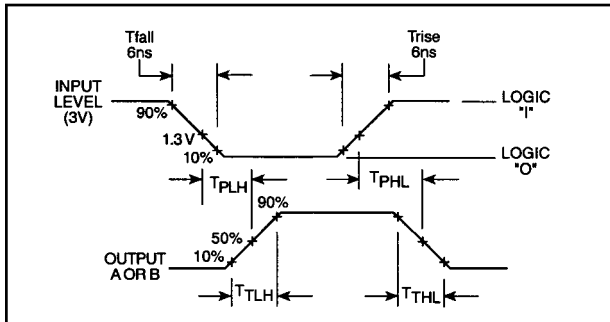 Tfall
6ns
Trise
6ns
INPUT
LEVEL
(3V)
90%
1.3 V
10%
LOGIC
"I"
LOGIC
"O"
TPLH
TPHL
90%
50%
10%
OUTPUT
A OR B
TTLH
TTHL